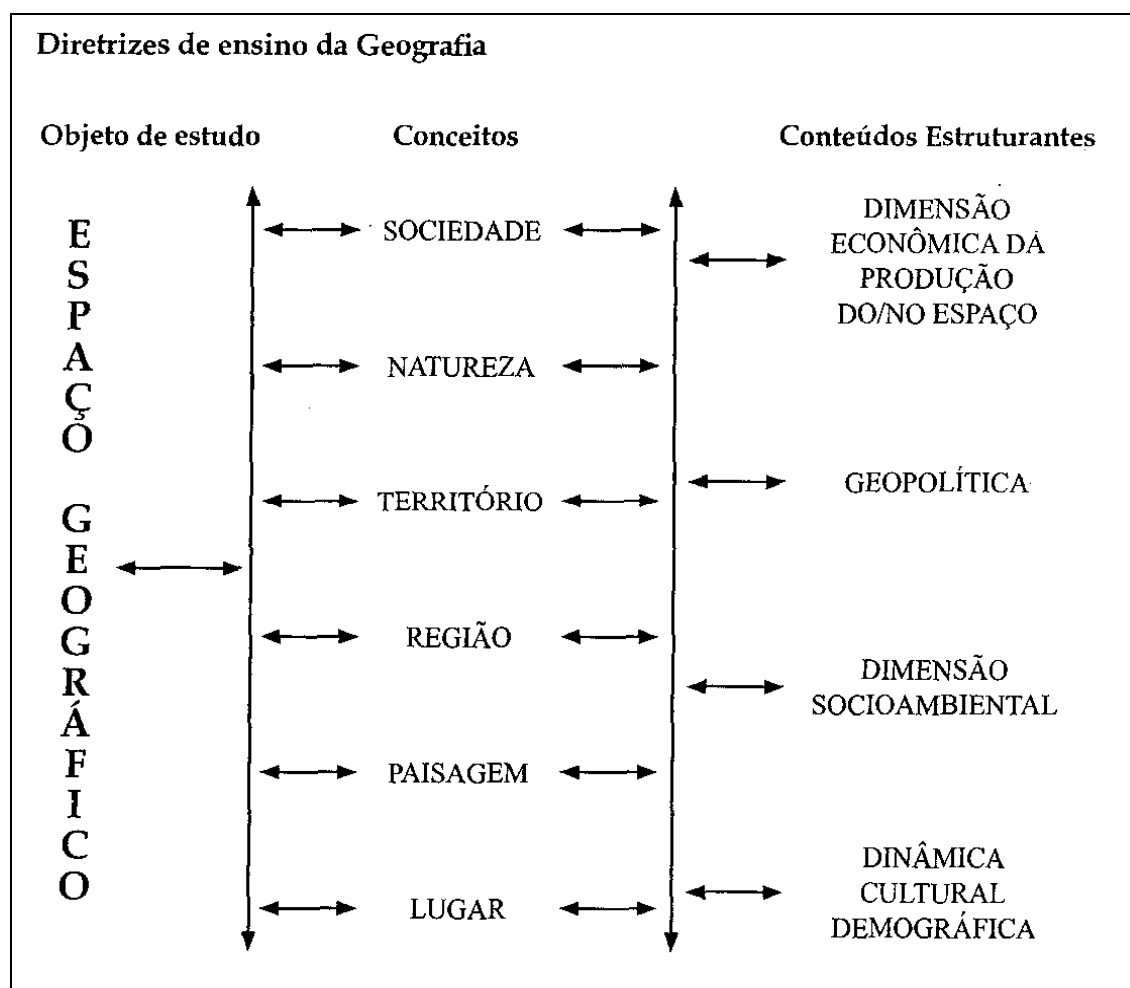 Diretrizes de ensino da Geografia
Objeto de estudo
Conceitos
Conteúdos Estruturantes
ESPAÇO GEOGRÁFICO
SOCIEDADE
NATUREZA
TERRITÓRIO
REGIÃO
PAISAGEM
LUGAR
DIMENSÃO
ECONÔMICA DA
PRODUÇÃO
DO/NO ESPAÇO
GEOPOLÍTICA
DIMENSÃO
SOCIOAMBIENTAL
DINÂMICA
CULTURAL
DEMOGRÁFICA